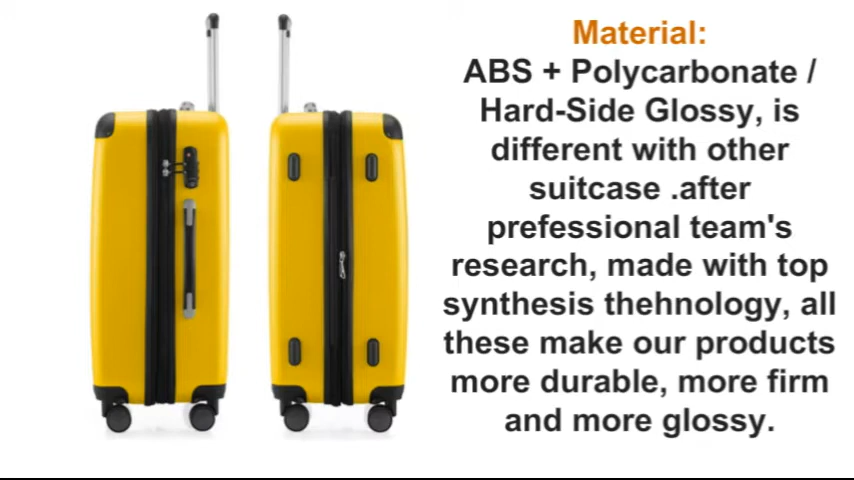 Material:
ABS + Polycarbonate /
Hard-Side Glossy, is
different with other
suitcase .after
prefessional team's
research, made with top
synthesis thehnology, all
these make our products
more durable, more firm
and more glossy.